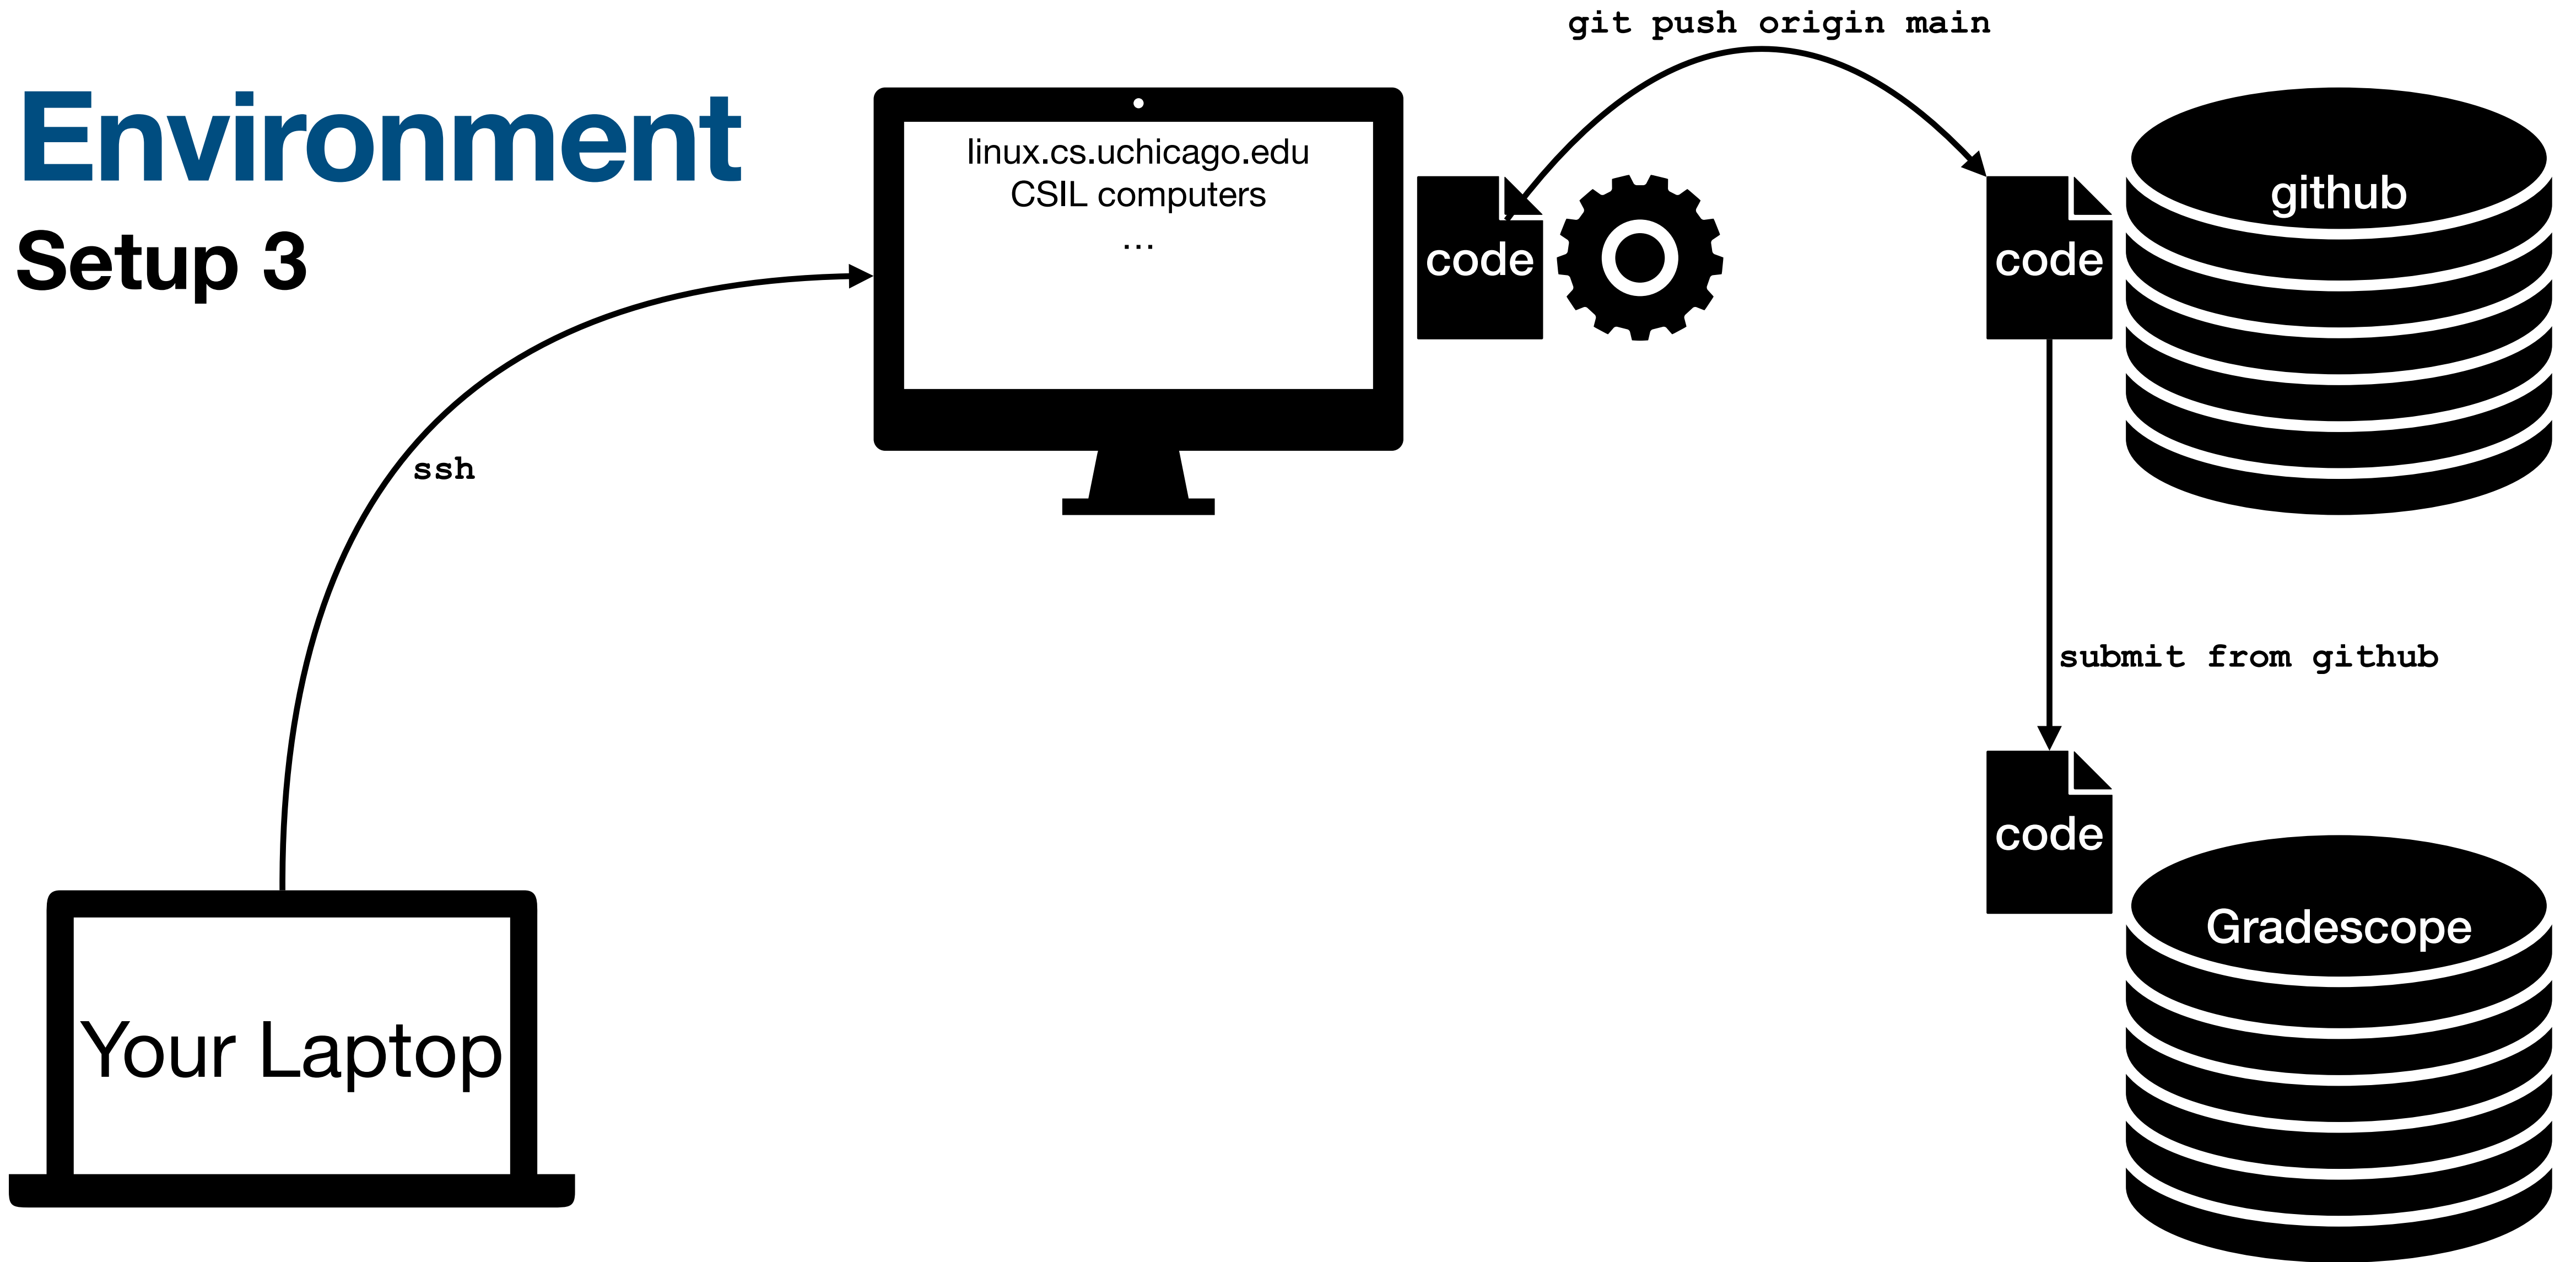 Environment
Setup 3
git push origin main
linux.cs.uchicago.edu
CSIL computers
...
code
code
github
ssh
submit from github
code
Gradescope
Your Laptop